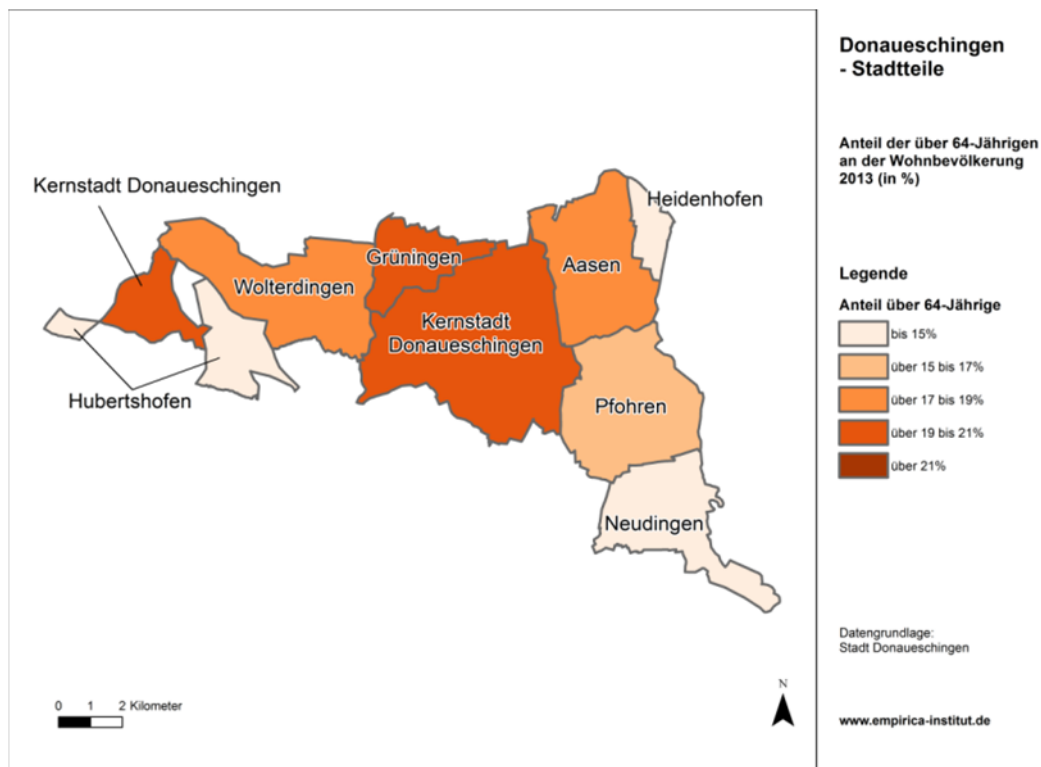 Donaueschingen
- Stadtteile
Anteil der über 64-Jährigen
an der Wohnbevölkerung
2013 (in %)
Kernstadt Donaueschingen
Heidenhofen
Grüningen
Aasen
Wolterdingen
Kernstadt
Donaueschingen
Hubertshofen
Pfohren
Neudingen
Legende
Anteil über 64-Jährige
bis 15%
über 15 bis 17%
über 17 bis 19%
über 19 bis 21%
über 21%
Datengrundlage:
Stadt Donaueschingen
0 1 2 Kilometer
N
www.empirica-institut.de